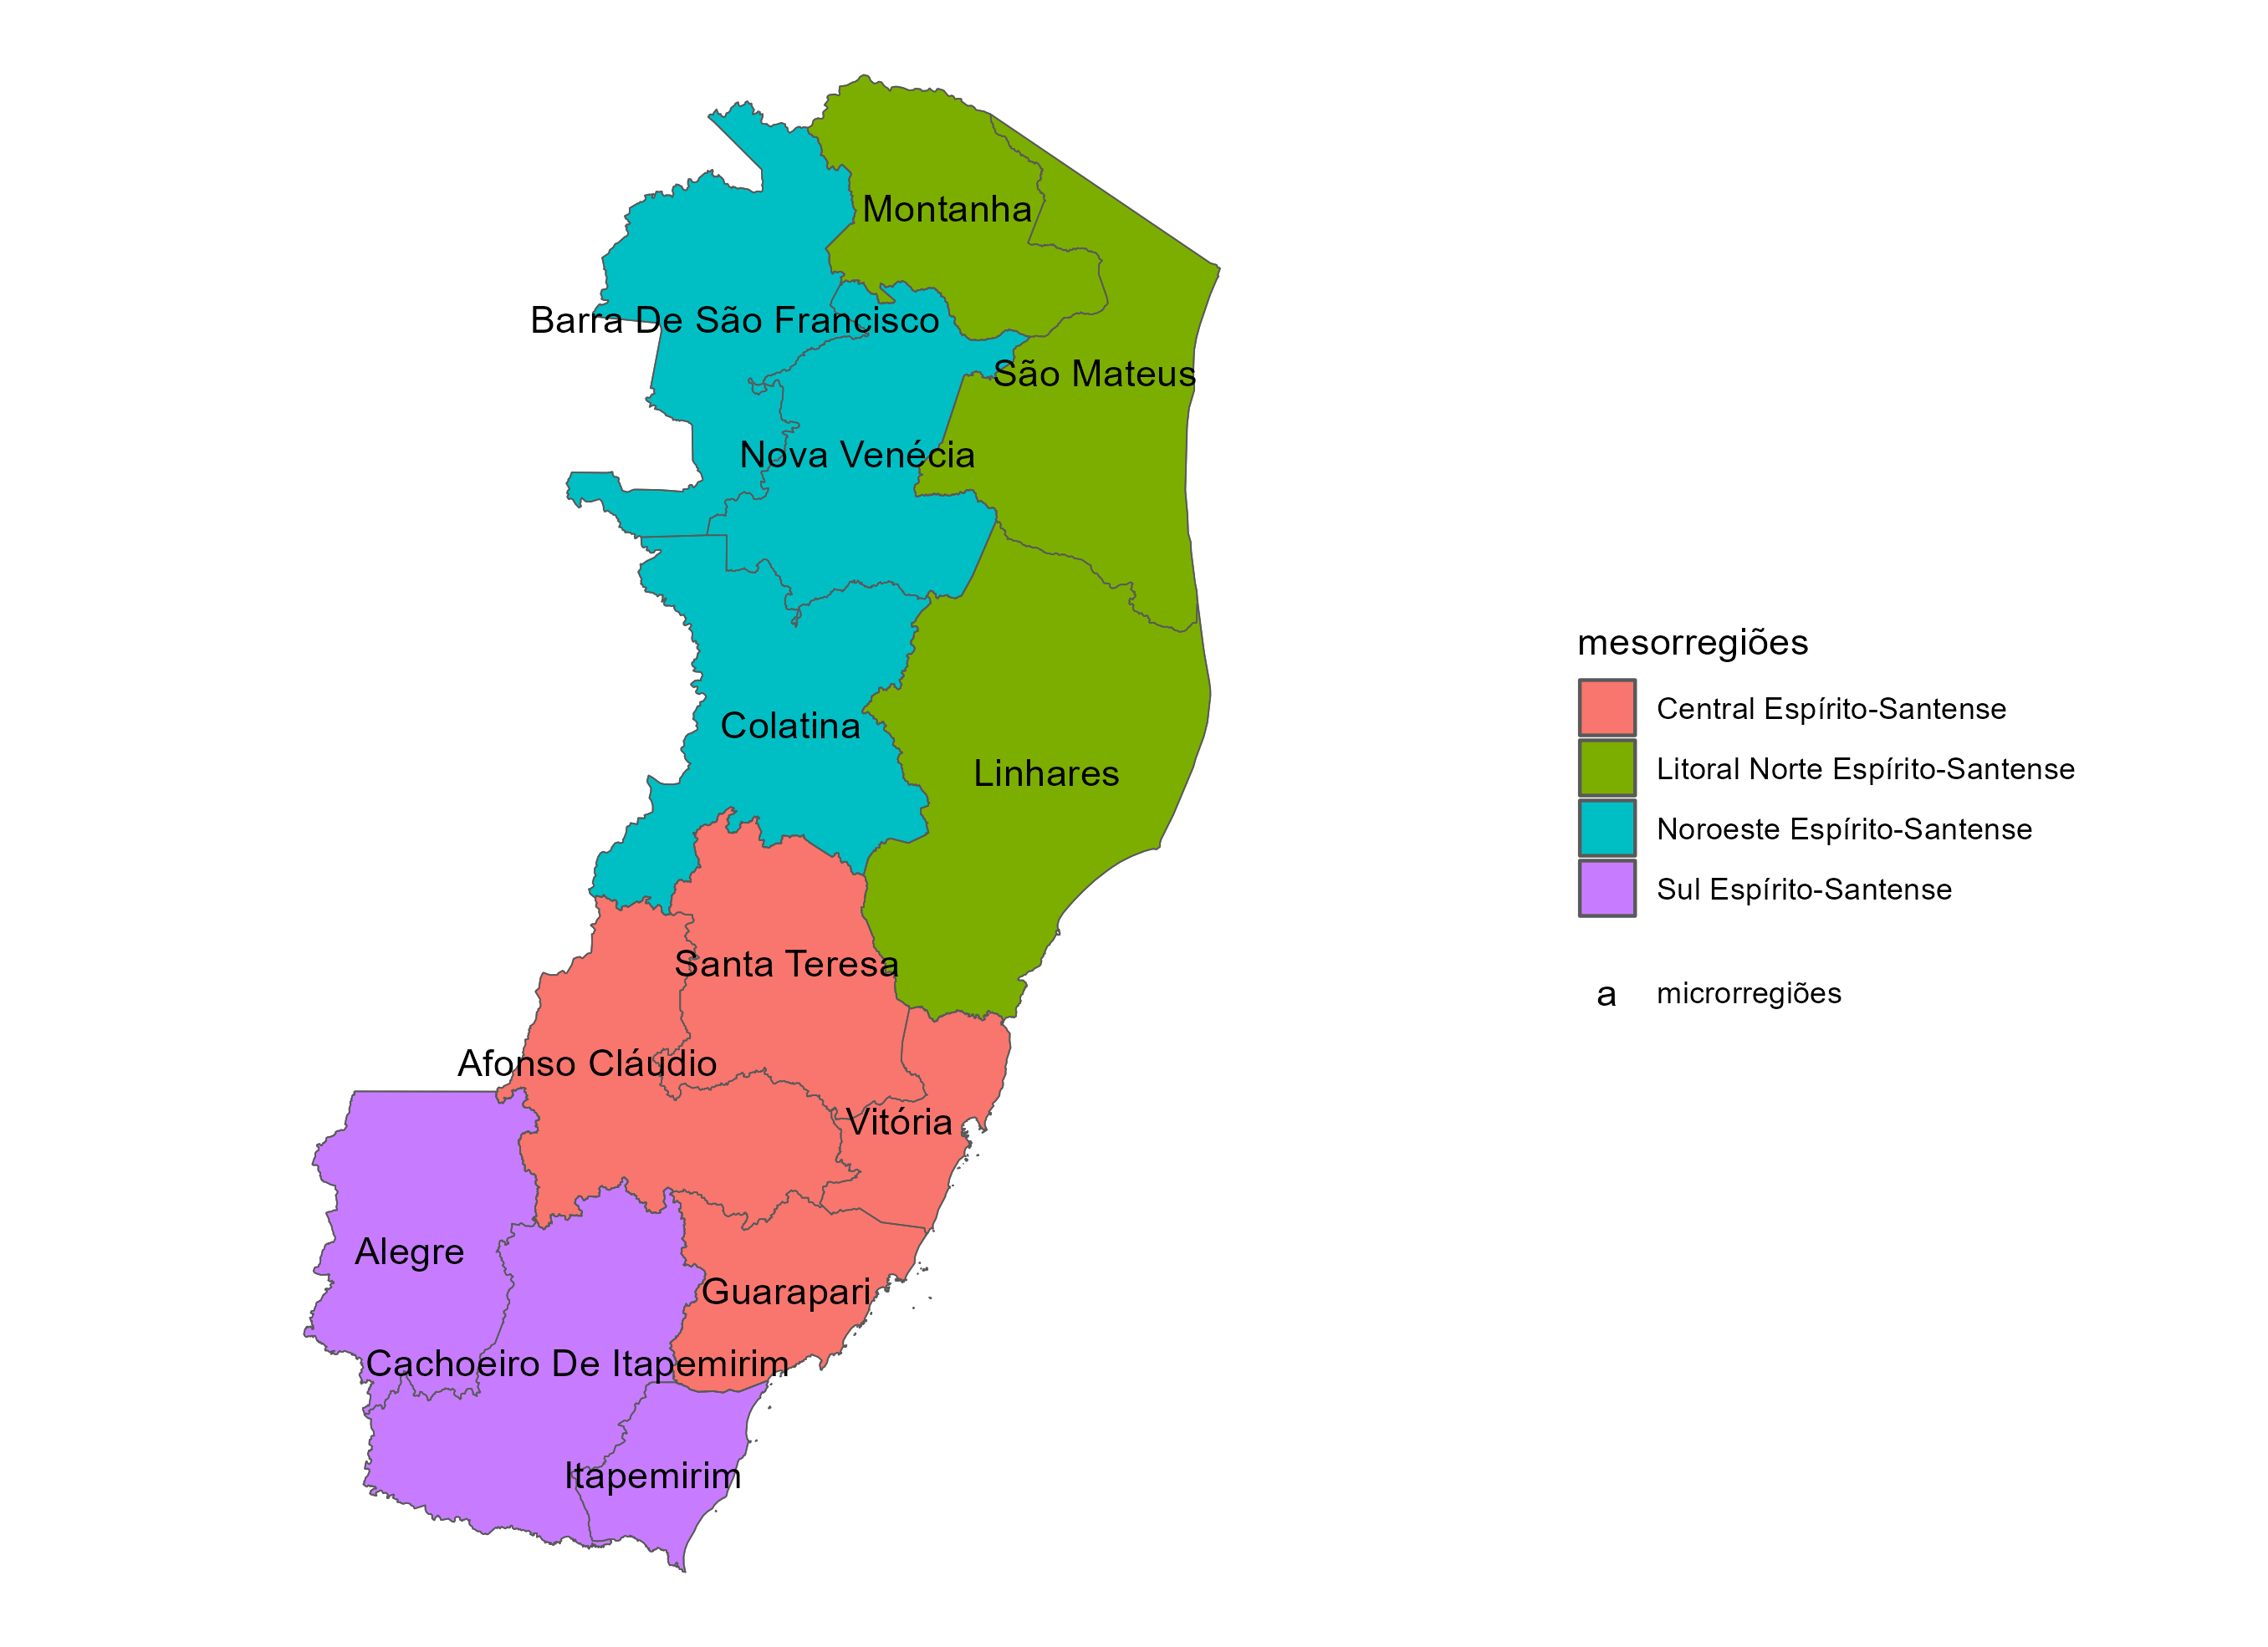 Montanha
Barra De São Francisco
São Mateus
Nova Venécia
Colatina
Linhares
Santa Teresa
Afonso Cláudio
Vitória
Alegre
Guarapari
Cachoeiro De Itapemirim
Itapemirim
mesorregiões
Central Espírito-Santense
Litoral Norte Espírito-Santense
Noroeste Espírito-Santense
Sul Espírito-Santense
a microrregiões